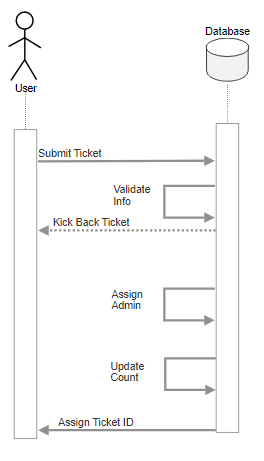 Database
User
Submit Ticket
Validate
Info
Kick Back Ticket
Assign
Admin
Update
Count
Assign Ticket ID